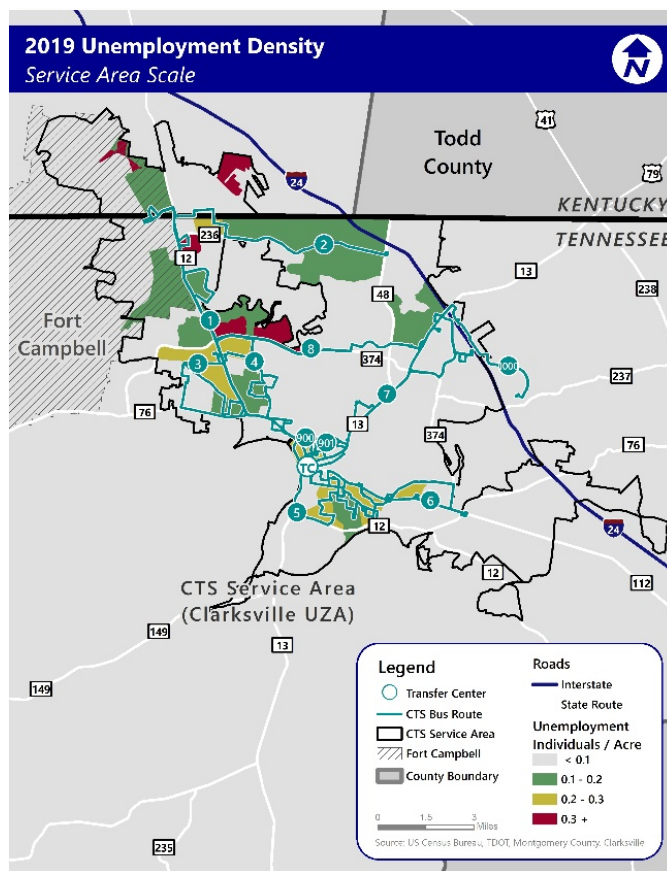 2019 Unemployment Density
Service Area Scale
N
41
Todd
County
24
79
KENTUCKY
TENNESSEE
236
2
12
13
238
48
Fort
Campbell
1
8
374
3
4
237
7
76
13
374
76
900
901
TC
6
5
12
24
12
112
CTS Service Area
(Clarksville UZA)
149
13
149
235
Legend
Transfer Center
CTS Bus Route
CTS Service Area
Fort Campbell
County Boundary
0 1.5 3
Miles
Roads
Interstate
State Route
Unemployment
Individuals / Acre
< 0.1
0.1 - 0.2
0.2 - 0.3
0.3 +
Source: US Census Bureau, TDOT, Montgomery County, Clarksville